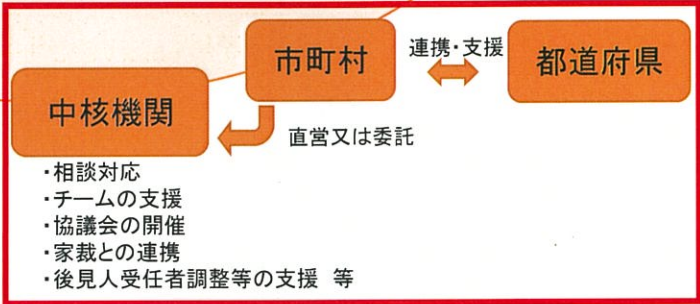 市町村
連携・支援
都道府県
中核機関
直営又は委託
・相談対応
・チームの支援
・協議会の開催
・家裁との連携
・後見人受任者調整等の支援 等